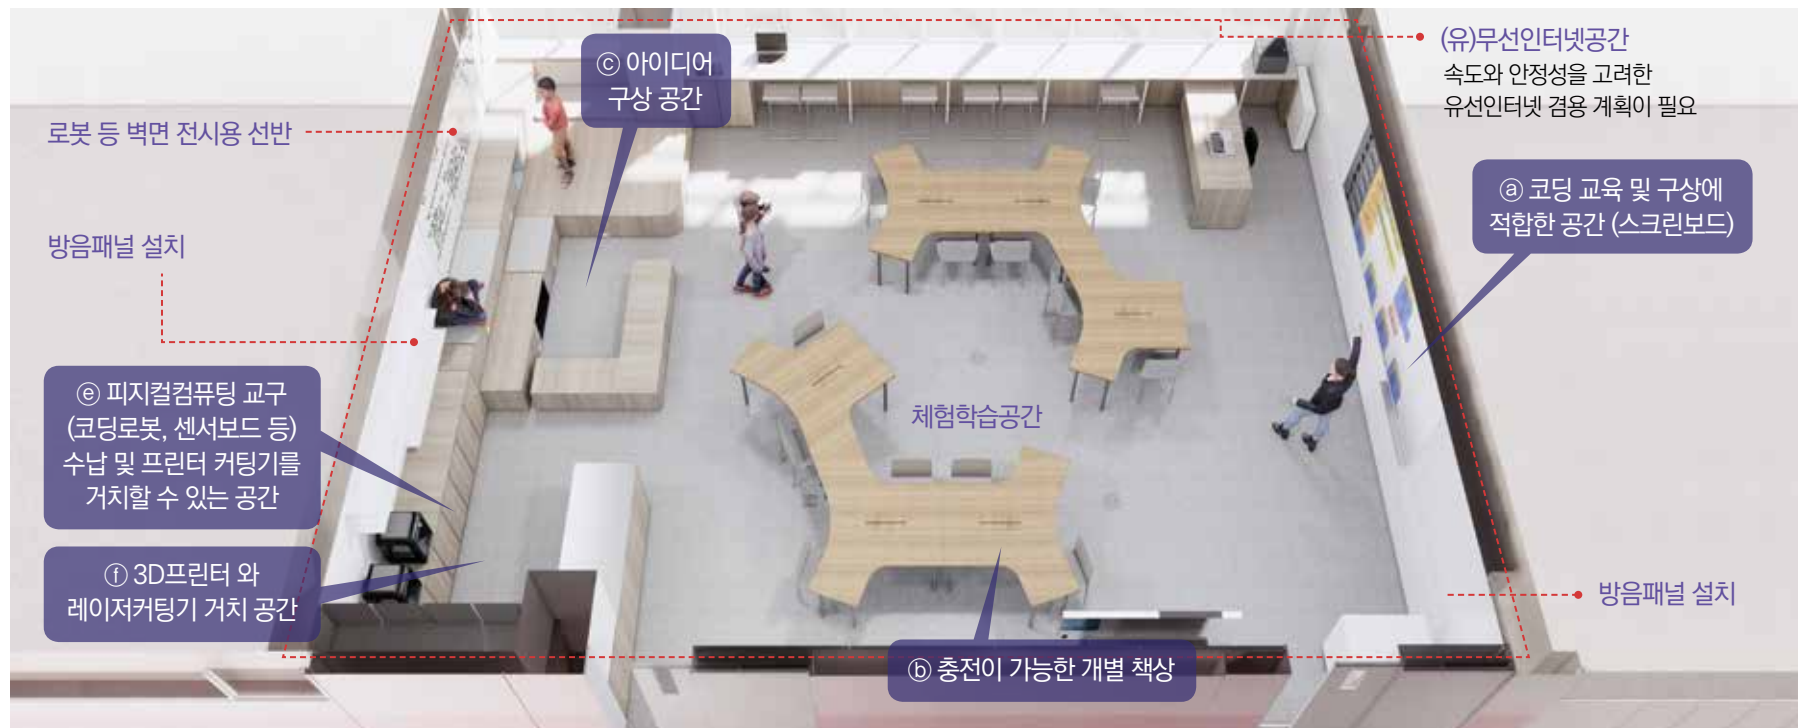 ⓒ 아이디어
구상 공간
(유)무선인터넷공간
속도와 안정성을 고려한
유선인터넷 겸용 계획이 필요
로봇 등 벽면 전시용 선반
ⓐ 코딩 교육 및 구상에
적합한 공간 (스크린보드)
방음패널 설치
ⓔ 피지컬컴퓨팅 교구
(코딩로봇, 센서보드 등)
수납 및 프린터 커팅기를
거치할 수 있는 공간
체험학습공간
ⓕ 3D프린터 와
레이저커팅기 거치 공간
방음패널 설치
ⓑ 충전이 가능한 개별 책상